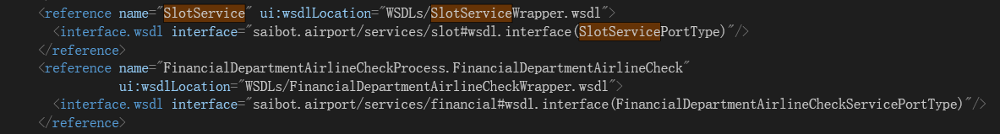 <reference name="SlotService" ui:wsdlLocation="WSDLs/SlotServiceWrapper.wsdl">
<interface.wsdl interface="saibot.airport/services/slot#wsdl.interface(SlotServicePortType)"/>
</reference>
<reference name="FinancialDepartmentAirlineCheckProcess.FinancialDepartmentAirlineCheck"
ui:wsdlLocation="WSDLs/FinancialDepartmentAirlineCheckWrapper.wsdl">
<interface.wsdl interface="saibot.airport/services/financial#wsdl.interface(FinancialDepartmentAirlineCheckServicePortType)"/>
</reference>